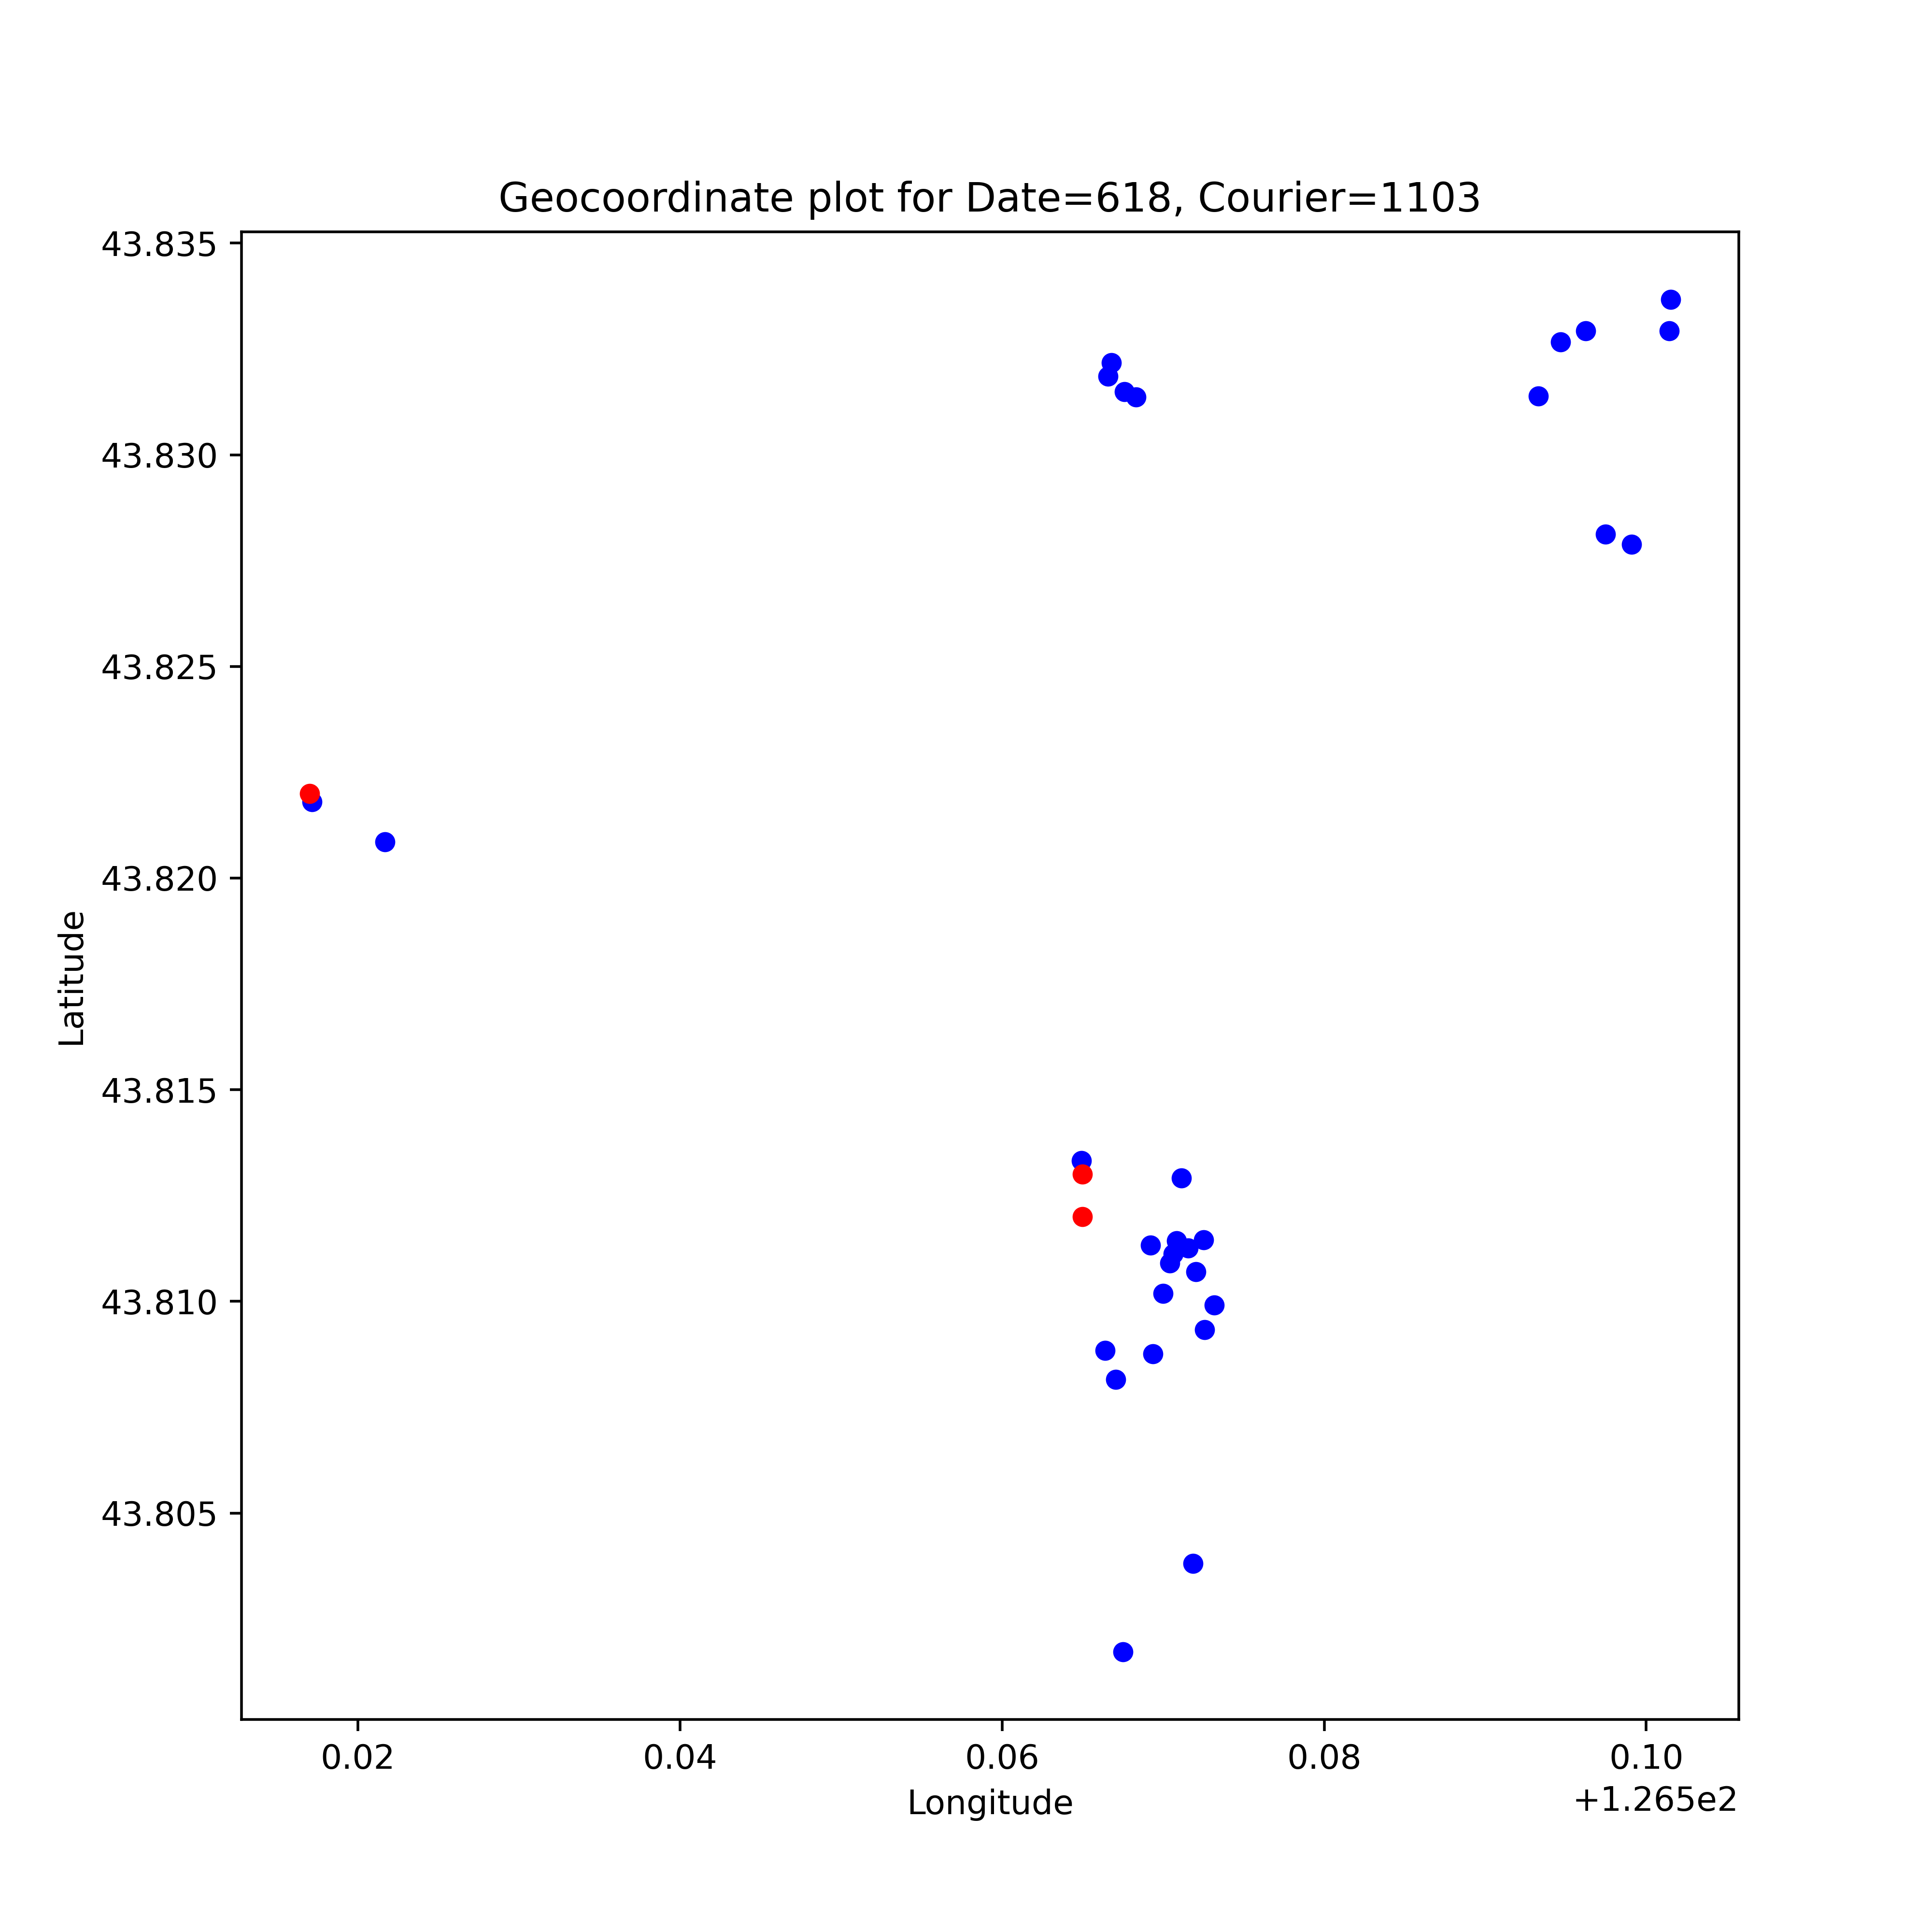 Geocoordinate plot for Date=618, Courier=1103
43.835
43.830
43.825
43.820
43.815
43.810
43.805
Latitude
0.02 0.04 0.06 0.08 0.10
Longitude
+1.265e2